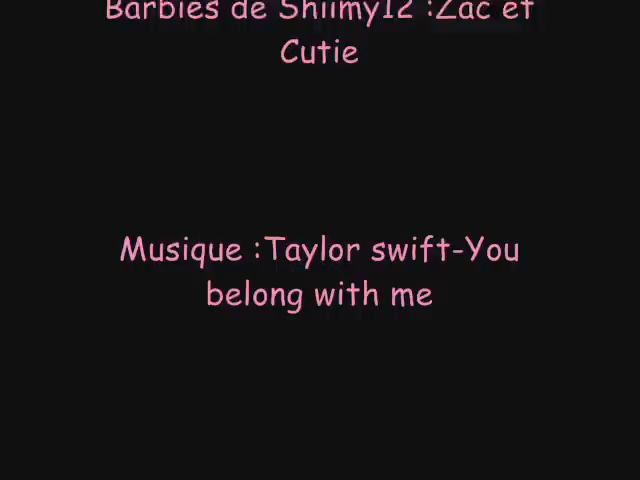 Barbies de Shiimy12 :Zac et
Cutie
Musique :Taylor swift-You
belong with me